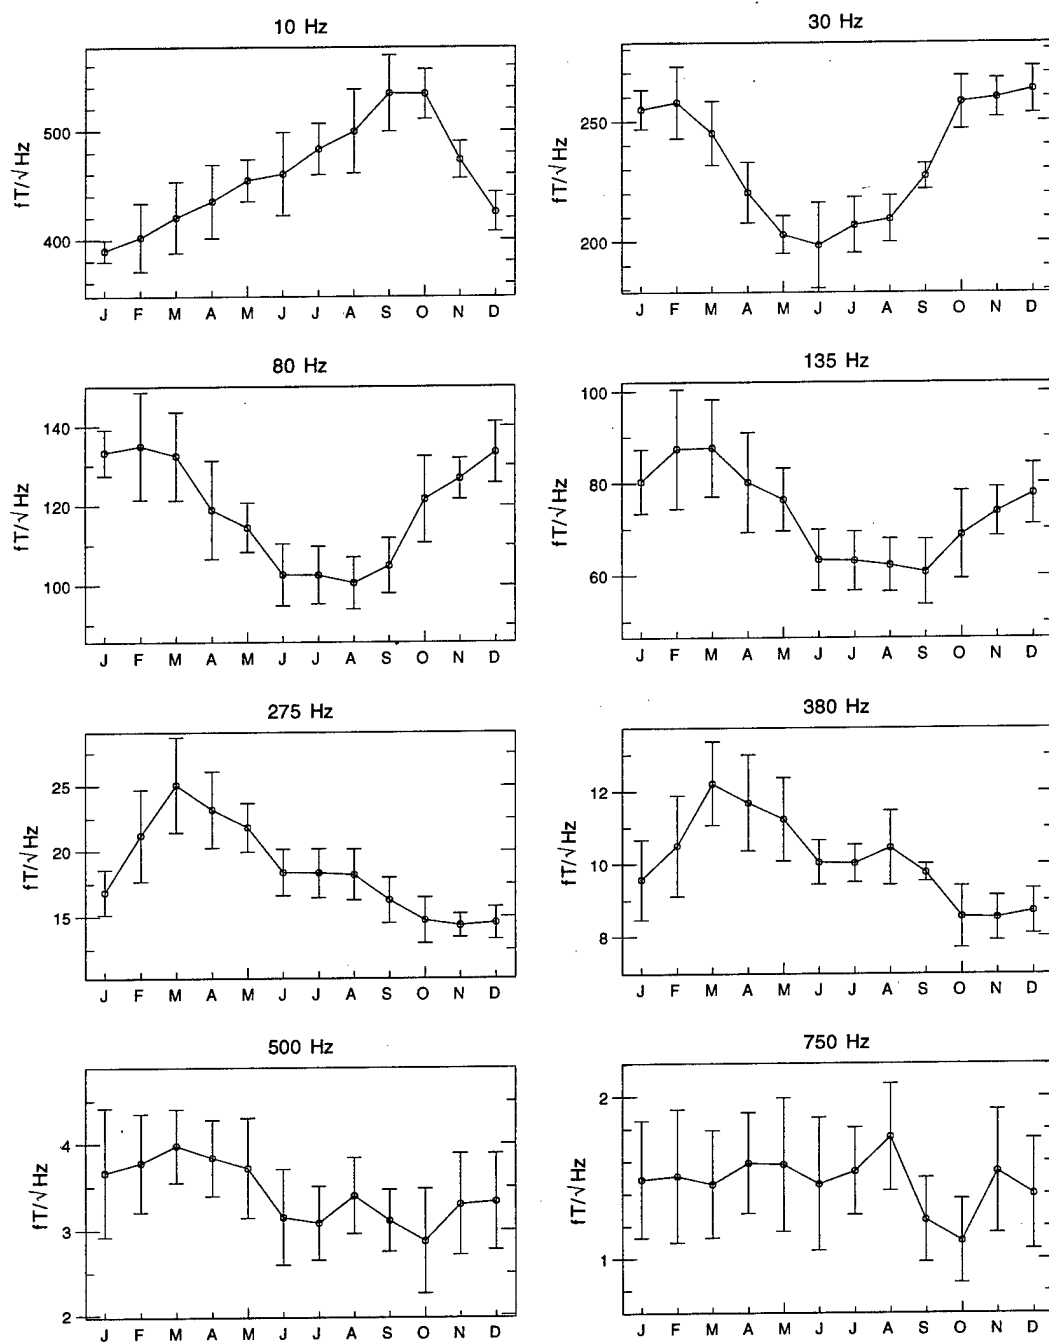 10 Hz
30 Hz
fT/√Hz
500
400
J F M A M J J A S O N D
fT/√Hz
250
200
J F M A M J J A S O N D
80 Hz
135 Hz
fT/√Hz
140
120
100
J F M A M J J A S O N D
fT/√Hz
100
80
60
J F M A M J J A S O N D
275 Hz
380 Hz
fT/√Hz
25
20
15
J F M A M J J A S O N D
fT/√Hz
12
10
8
J F M A M J J A S O N D
500 Hz
750 Hz
fT/√Hz
4
3
2
J F M A M J J A S O N D
fT/√Hz
2
1
J F M A M J J A S O N D